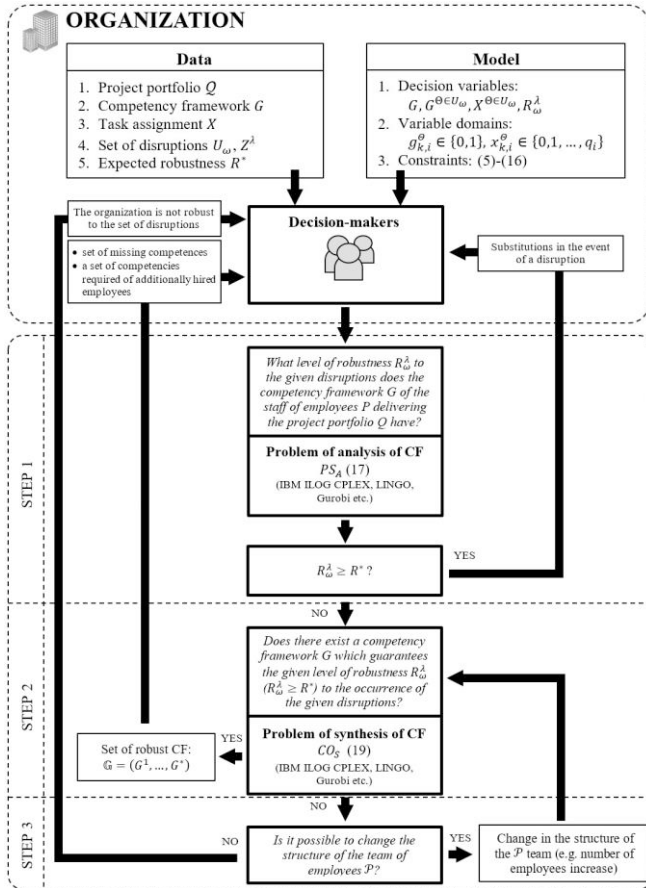 ORGANIZATION
Data
1. Project portfolio Q
2. Competency framework G
3. Task assignment X
4. Set of disruptions U_ω, Z^λ
5. Expected robustness R*
Model
1. Decision variables:
G, G^{Θ∈U_ω}, X^{Θ∈U_ω}, R_ω^λ
2. Variable domains:
g_{k,i}^θ ∈ {0,1}, x_{k,i}^θ ∈ {0,1, …, q_i}
3. Constraints: (5)-(16)
The organization is not robust
to the set of disruptions
• set of missing competences
• a set of competencies
required of additionally hired
employees
Decision-makers
Substitutions in the event
of a disruption
STEP 1
What level of robustness R_ω^λ to
the given disruptions does the
competency framework G of the
staff of employees P delivering
the project portfolio Q have?
Problem of analysis of CF
PS_A (17)
(IBM ILOG CPLEX, LINGO,
Gurobi etc.)
R_ω^λ ≥ R* ?
YES
NO
STEP 2
Does there exist a competency
framework G which guarantees
the given level of robustness R_ω^λ
(R_ω^λ ≥ R*) to the occurrence of
the given disruptions?
Problem of synthesis of CF
CO_S (19)
(IBM ILOG CPLEX, LINGO,
Gurobi etc.)
YES
Set of robust CF:
𝔾 = (G^1, …, G^*)
NO
STEP 3
NO
Is it possible to change the
structure of the team of
employees 𝒫?
YES
Change in the structure of
the 𝒫 team (e.g. number of
employees increase)